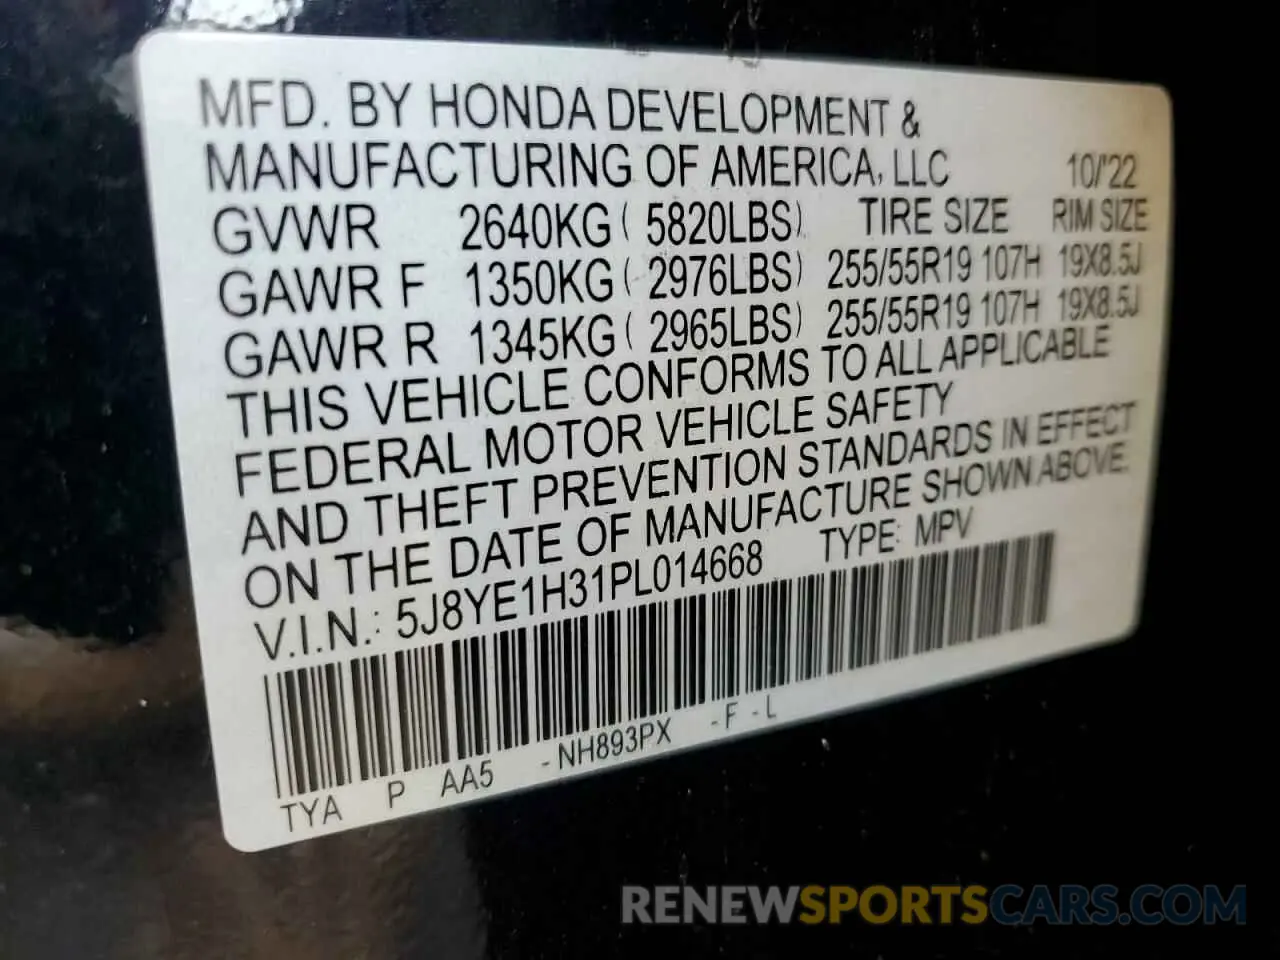 MFD. BY HONDA DEVELOPMENT &
MANUFACTURING OF AMERICA, LLC 10/'22
GVWR 2640KG ( 5820LBS) TIRE SIZE RIM SIZE
GAWR F 1350KG ( 2976LBS) 255/55R19 107H 19X8.5J
GAWR R 1345KG ( 2965LBS) 255/55R19 107H 19X8.5J
THIS VEHICLE CONFORMS TO ALL APPLICABLE
FEDERAL MOTOR VEHICLE SAFETY
AND THEFT PREVENTION STANDARDS IN EFFECT
ON THE DATE OF MANUFACTURE SHOWN ABOVE.
V.I.N.: 5J8YE1H31PL014668 TYPE: MPV
TYA P AA5 -NH893PX -F -L
RENEWSPORTSCARS.COM